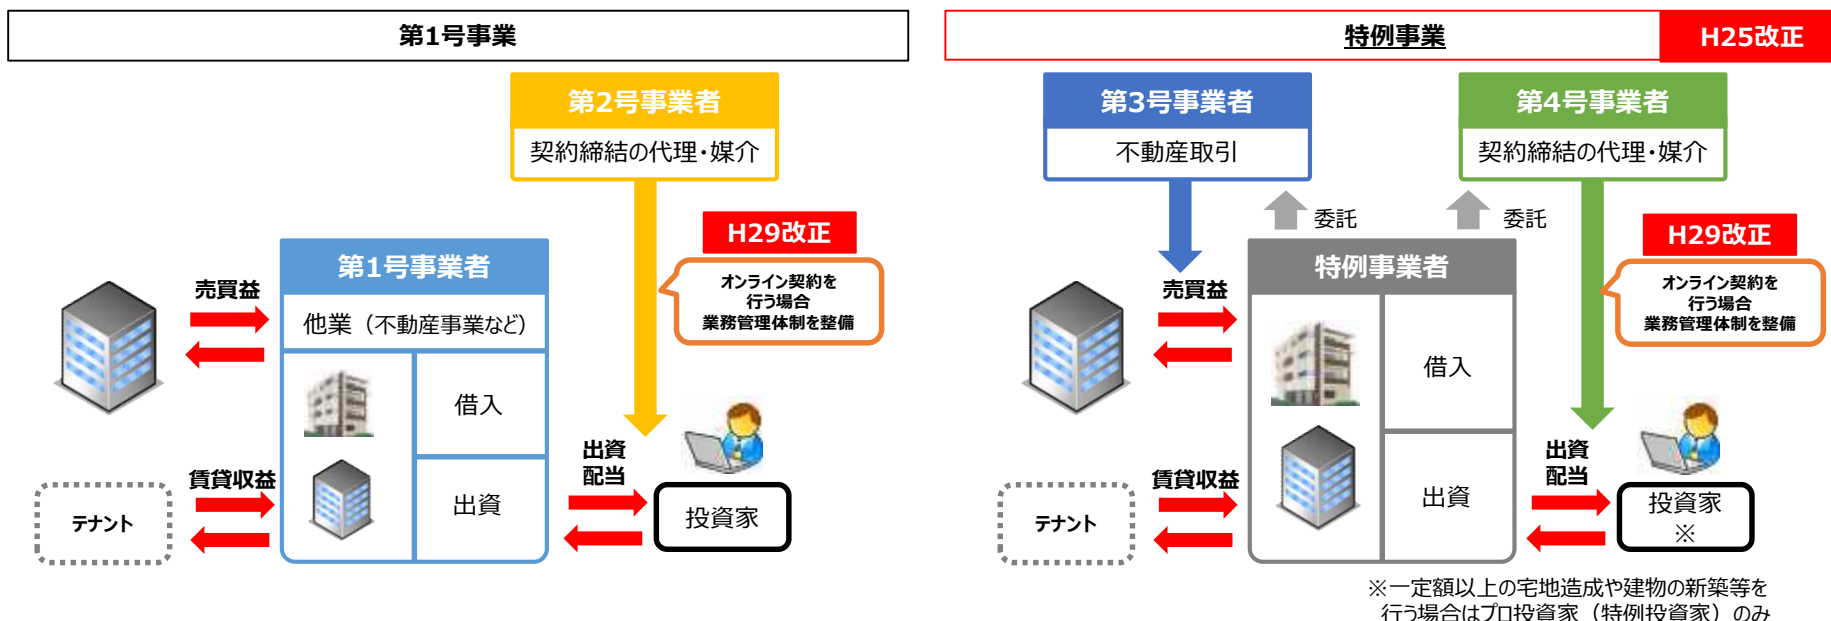 第1号事業
第2号事業者
契約締結の代理・媒介
H29改正
オンライン契約を
行う場合
業務管理体制を整備
第1号事業者
他業（不動産事業など）
売買益
借入
出資
賃貸収益
テナント
出資
配当
投資家
特例事業
H25改正
第3号事業者
不動産取引
第4号事業者
契約締結の代理・媒介
委託
委託
H29改正
オンライン契約を
行う場合
業務管理体制を整備
特例事業者
売買益
借入
出資
賃貸収益
テナント
出資
配当
投資家
※
※一定額以上の宅地造成や建物の新築等を
行う場合はプロ投資家（特例投資家）のみ